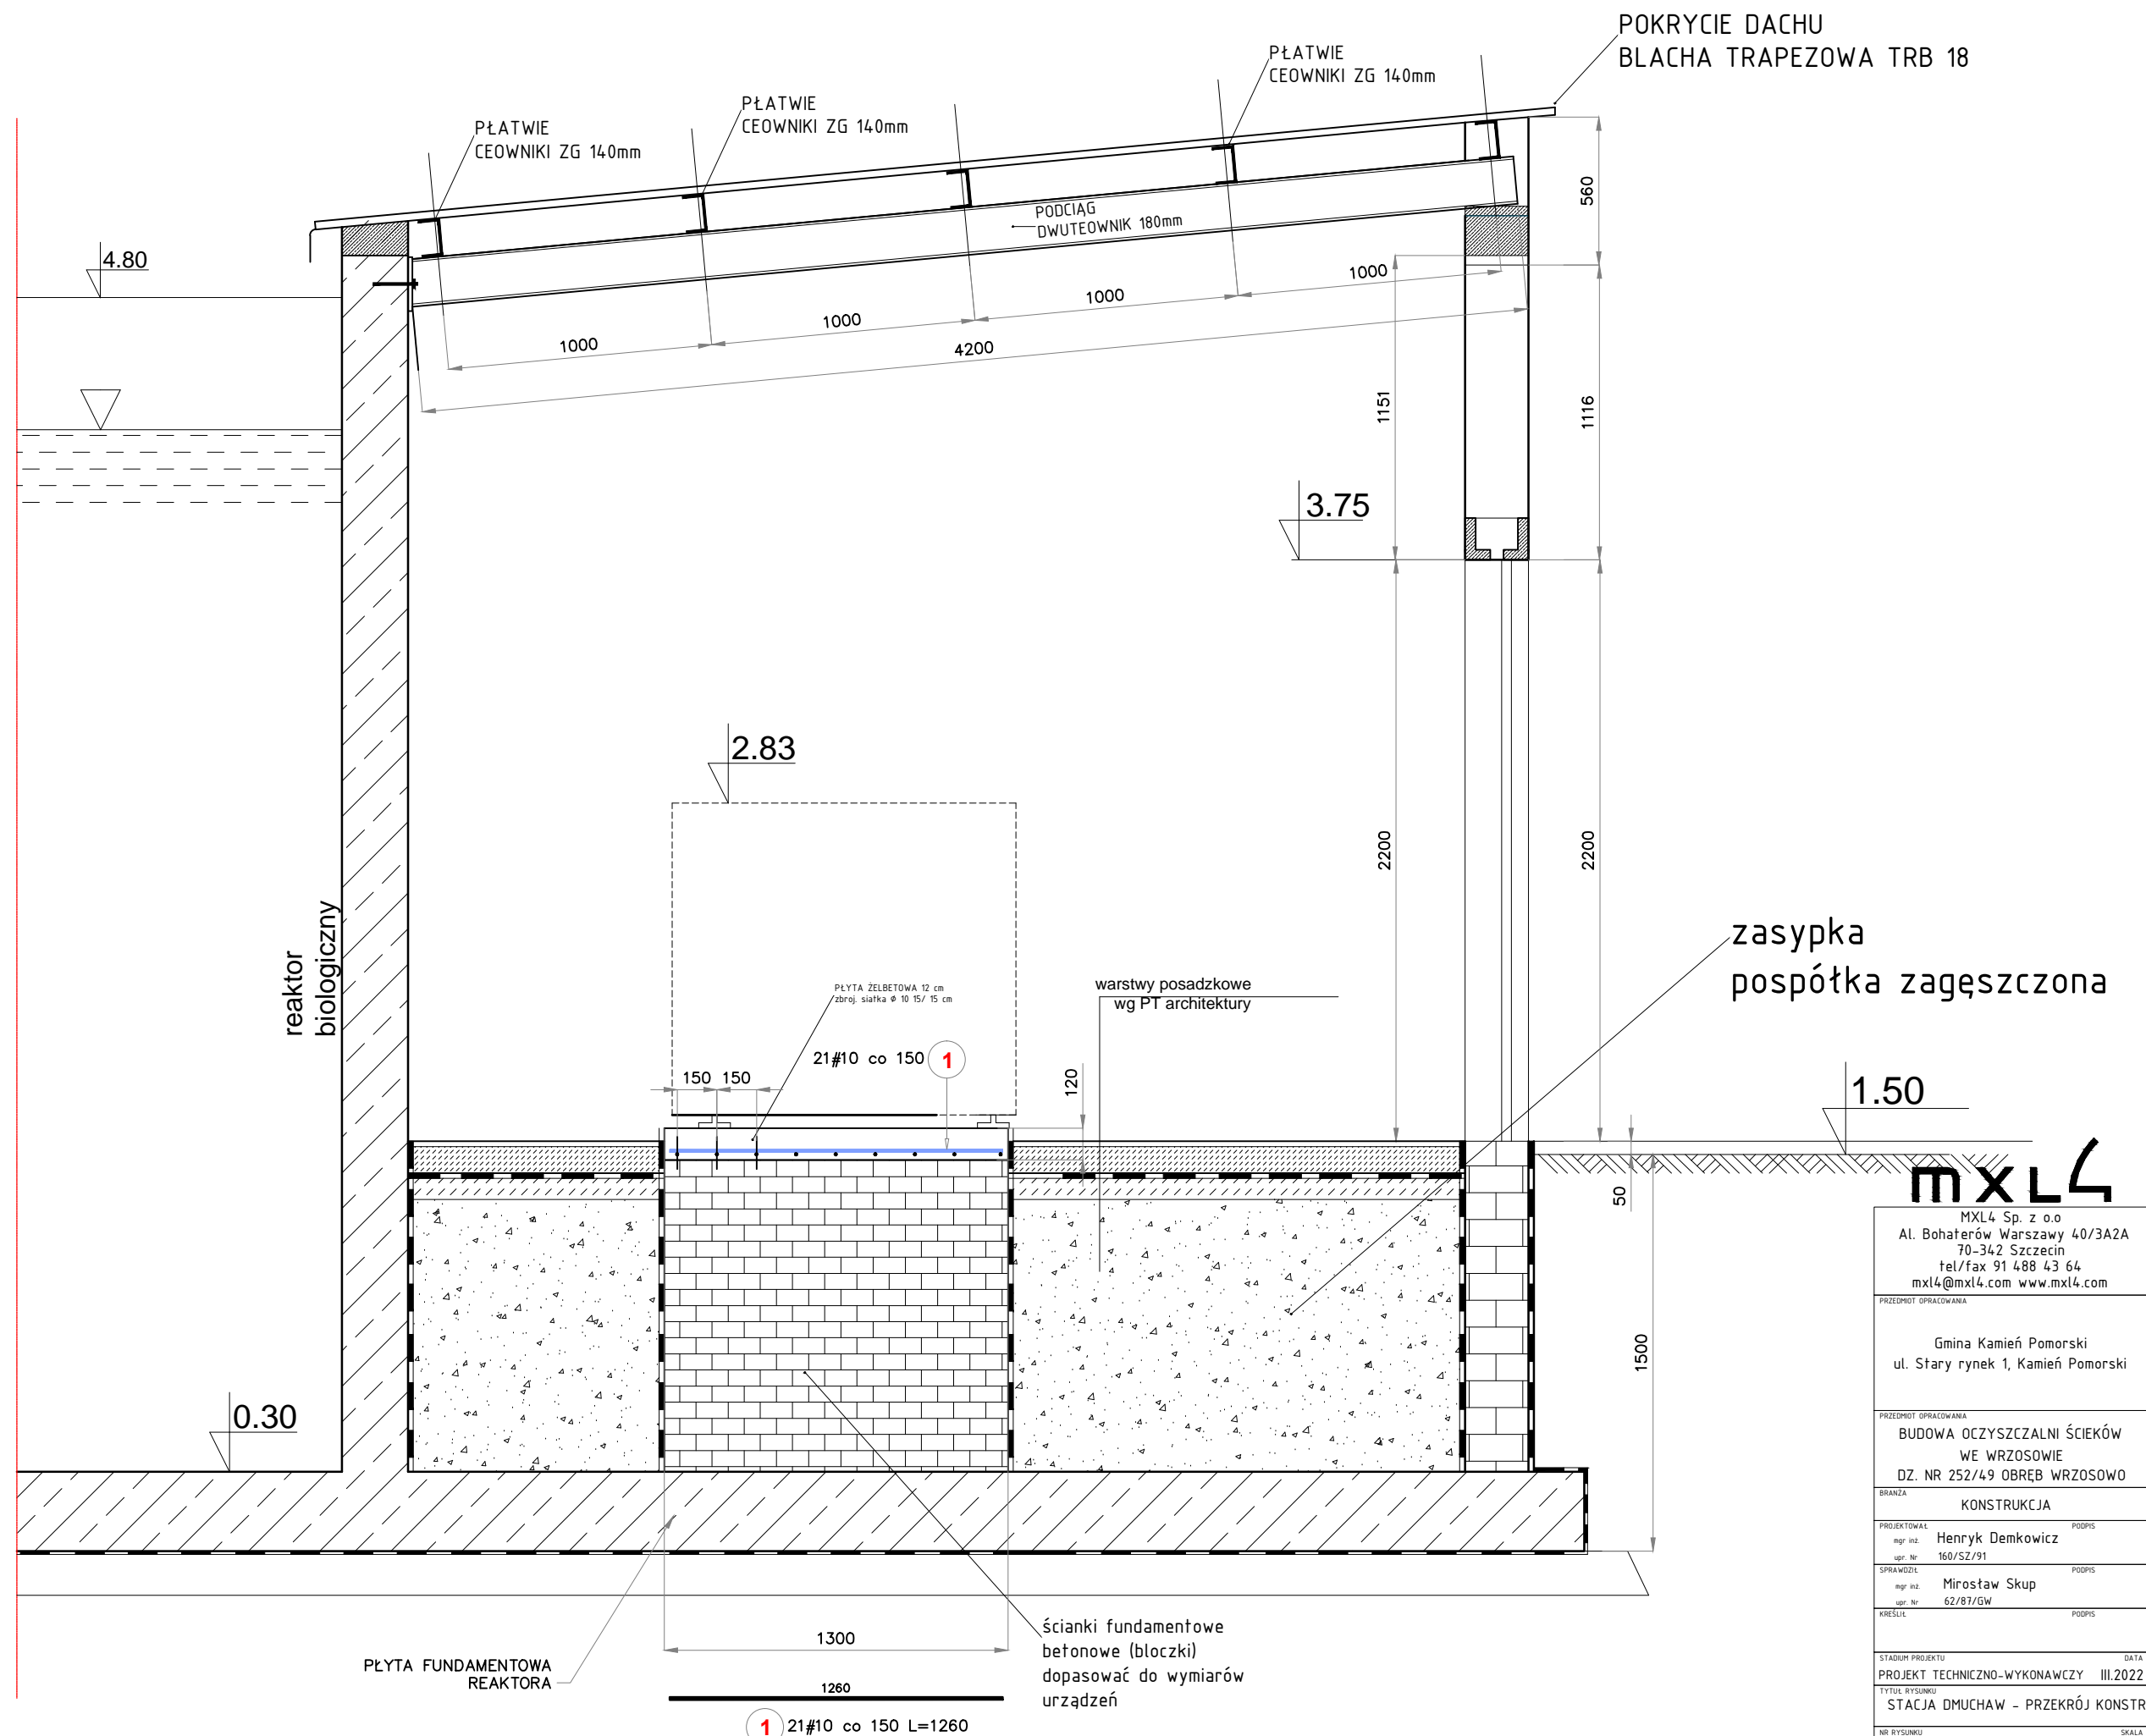 POKRYCIE DACHU
BLACHA TRAPEZOWA TRB 18
PŁATWIE
CEOWNIKI ZG 140mm
PŁATWIE
CEOWNIKI ZG 140mm
PŁATWIE
CEOWNIKI ZG 140mm
PODCIĄG
DWUTEOWNIK 180mm
560
4.80
1000
1000
1000
1000
4200
1151
1116
3.75
2.83
2200
2200
reaktor
biologiczny
zasypka
pospółka zagęszczona
PŁYTA ŻELBETOWA 12 cm
zbroj. siatka ϕ 10 15/ 15 cm
warstwy posadzkowe
wg PT architektury
21#10 co 150 1
150 150
120
1.50
50
1500
0.30
1300
PŁYTA FUNDAMENTOWA
REAKTORA
ścianki fundamentowe
betonowe (bloczki)
dopasować do wymiarów
urządzeń
1260
1 21#10 co 150 L=1260
mxL4
MXL4 Sp. z o.o
Al. Bohaterów Warszawy 40/3A2A
70-342 Szczecin
tel/fax 91 488 43 64
mxl4@mxl4.com www.mxl4.com
PRZEDMIOT OPRACOWANIA
Gmina Kamień Pomorski
ul. Stary rynek 1, Kamień Pomorski
PRZEDMIOT OPRACOWANIA
BUDOWA OCZYSZCZALNI ŚCIEKÓW
WE WRZOSOWIE
DZ. NR 252/49 OBRĘB WRZOSOWO
BRANŻA
KONSTRUKCJA
PROJEKTOWAŁ PODPIS
mgr inż. Henryk Demkowicz
upr. Nr 160/SZ/91
SPRAWDZIŁ PODPIS
mgr inż. Mirosław Skup
upr. Nr 62/87/GW
KREŚLIŁ PODPIS
STADIUM PROJEKTU DATA
PROJEKT TECHNICZNO-WYKONAWCZY III.2022
TYTUŁ RYSUNKU
STACJA DMUCHAW - PRZEKRÓJ KONSTR
NR RYSUNKU SKALA